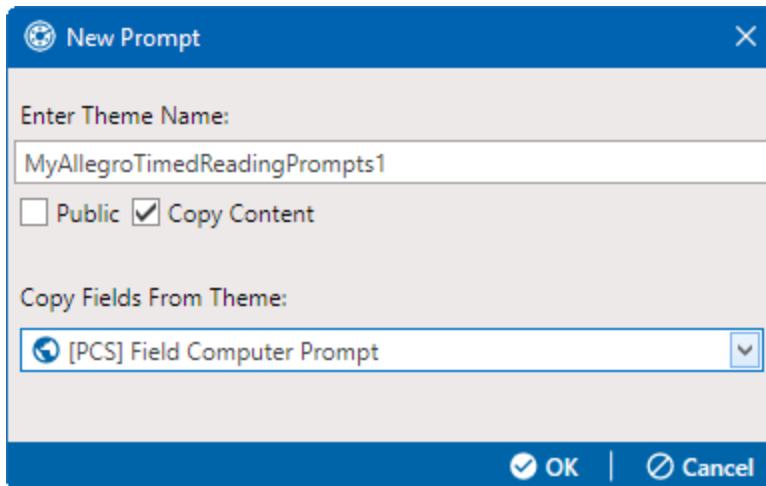 New Prompt
Enter Theme Name:
MyAllegroTimedReadingPrompts1
Public Copy Content
Copy Fields From Theme:
[PCS] Field Computer Prompt
OK Cancel